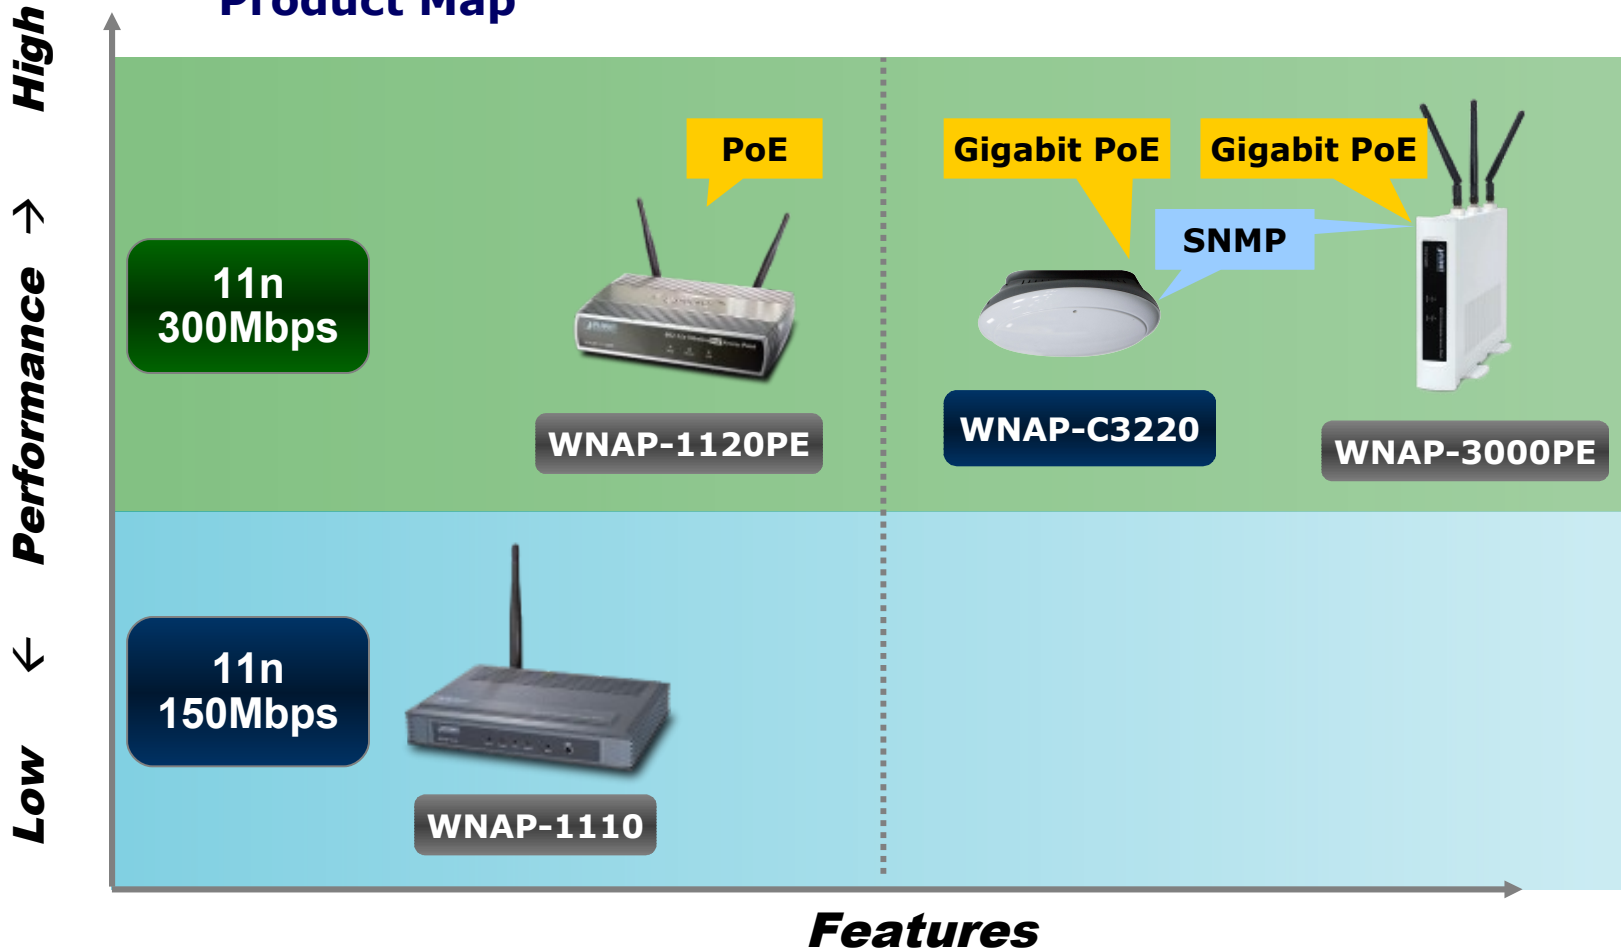 Product Map
High
Performance
Low
→
←
PoE
Gigabit PoE
Gigabit PoE
SNMP
11n
300Mbps
WNAP-1120PE
WNAP-C3220
WNAP-3000PE
11n
150Mbps
WNAP-1110
Features